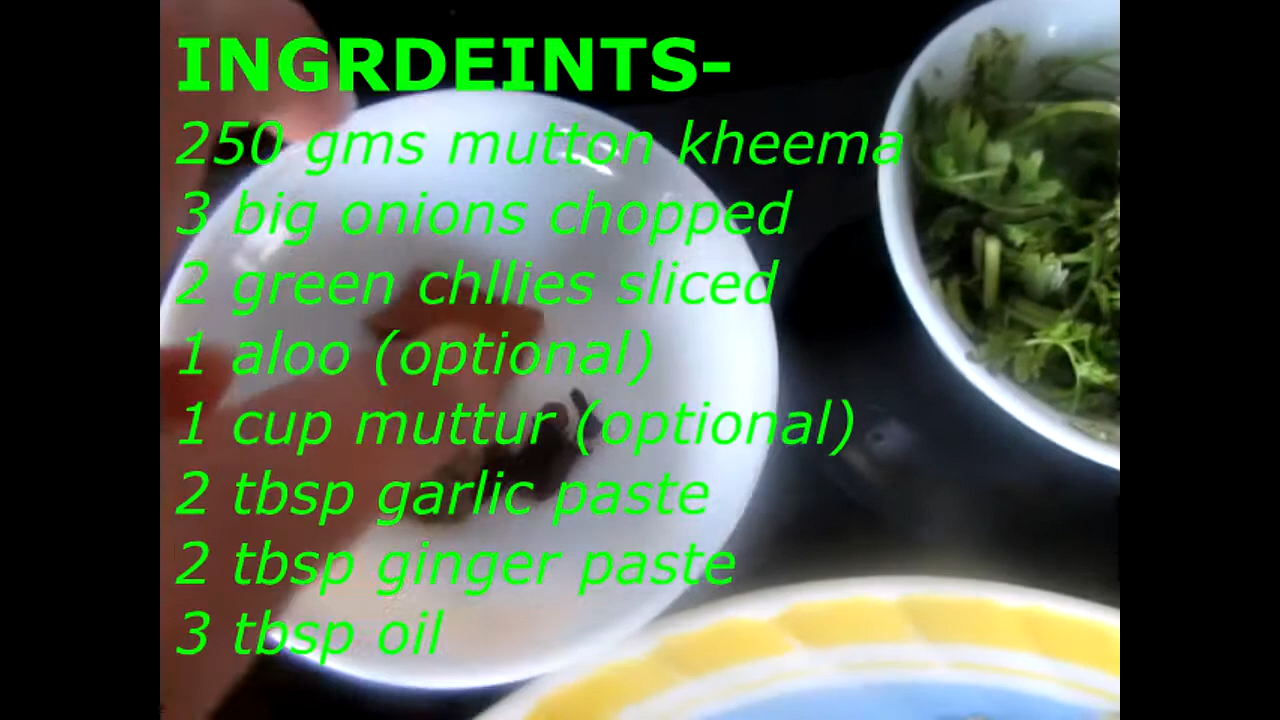 INGRDEINTS-
250 gms mutton kheema
3 big onions chopped
2 green chllies sliced
1 aloo (optional)
1 cup muttur (optional)
2 tbsp garlic paste
2 tbsp ginger paste
3 tbsp oil